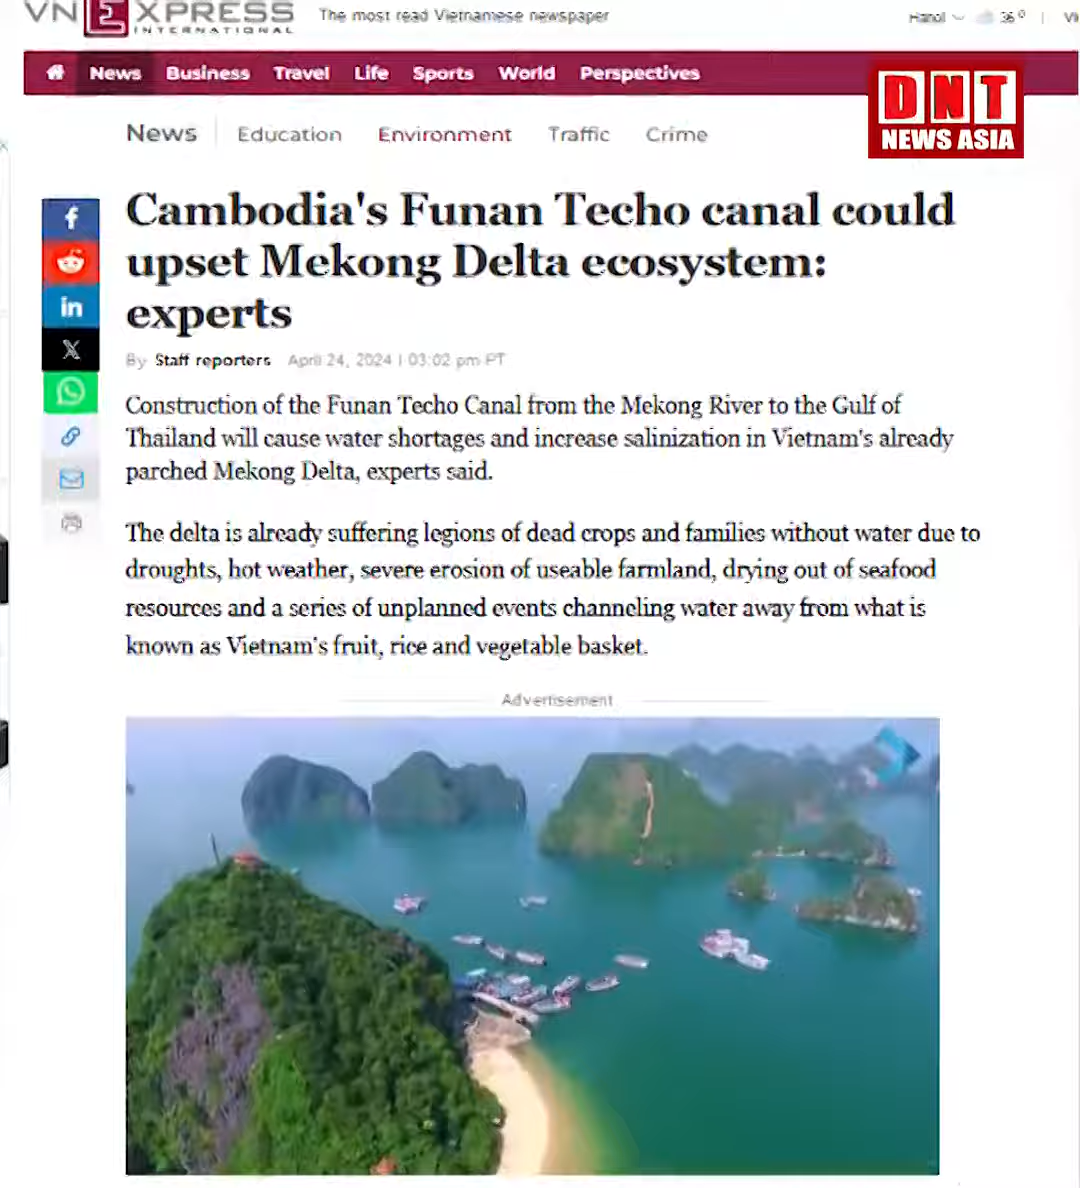 VN EXPRESS
INTERNATIONAL
The most read Vietnamese newspaper
Hanoi 36°
News Business Travel Life Sports World Perspectives
DNT
NEWS ASIA
News Education Environment Traffic Crime
Cambodia's Funan Techo canal could
upset Mekong Delta ecosystem:
experts
By Staff reporters April 24, 2024 | 03:02 pm PT
Construction of the Funan Techo Canal from the Mekong River to the Gulf of
Thailand will cause water shortages and increase salinization in Vietnam's already
parched Mekong Delta, experts said.
The delta is already suffering legions of dead crops and families without water due to
droughts, hot weather, severe erosion of useable farmland, drying out of seafood
resources and a series of unplanned events channeling water away from what is
known as Vietnam's fruit, rice and vegetable basket.
Advertisement